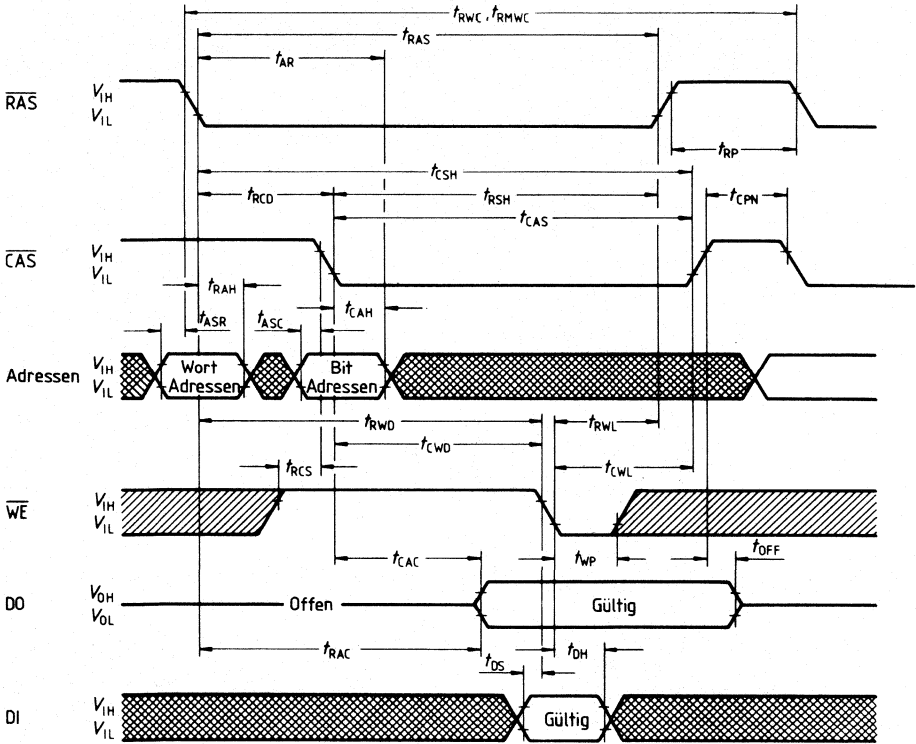 tRWC, tRMWC
tRAS
tAR
RAS
VIH
VIL
tRP
tCSH
tRCD
tRSH
tCPN
tCAS
CAS
VIH
VIL
tRAH
tCAH
tASR
tASC
Adressen
VIH
VIL
Wort
Adressen
Bit
Adressen
tRWD
tRWL
tCWD
tRCS
tCWL
WE
VIH
VIL
tCAC
tWP
tOFF
DO
VOH
VOL
Offen
Gültig
tRAC
tDS
tDH
DI
VIH
VIL
Gültig